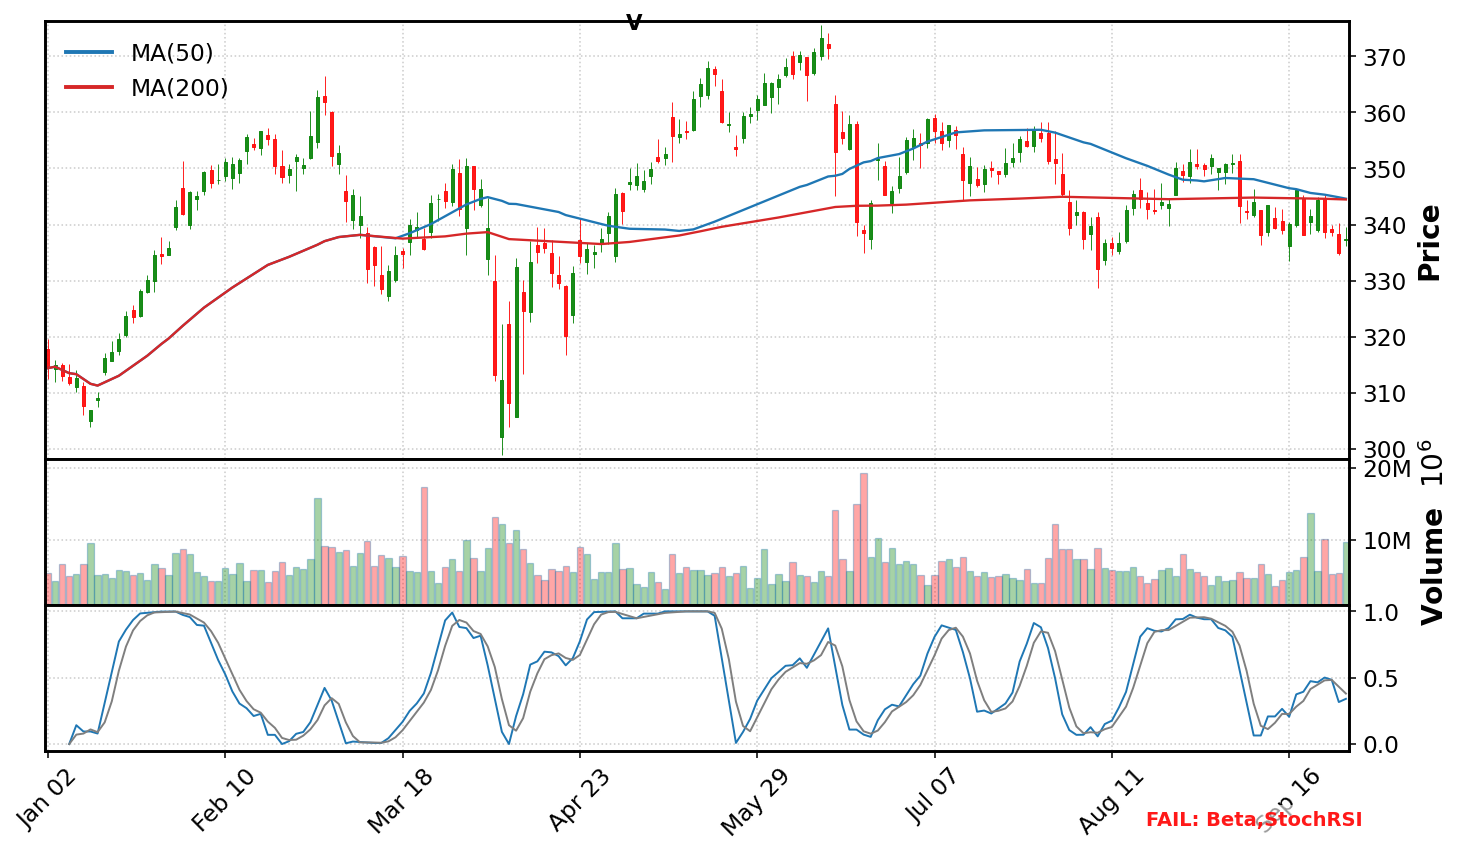 V
MA(50)
MA(200)
370
360
350
340
330
320
310
300
Price
20M
10M
Volume 10^6
1.0
0.5
0.0
Jan 02
Feb 10
Mar 18
Apr 23
May 29
Jul 07
Aug 11
Sep 16
FAIL: Beta,StochRSI